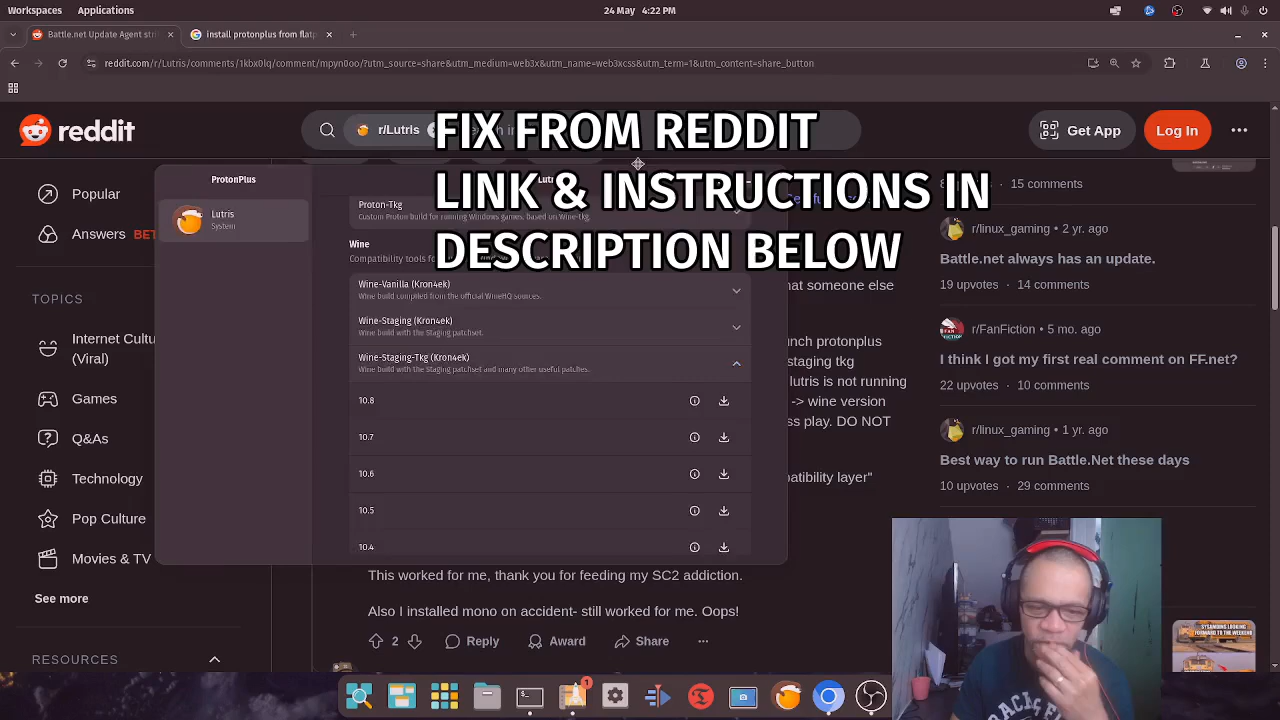 Workspaces
Applications
24 May 4:22 PM
Battle.net Update Agent str
install protonplus from flatp
reddit.com/r/Lutris/comments/1kbx0lq/comment/mpyn0oo/?utm_source=share&utm_medium=web3x&utm_name=web3xcss&utm_term=1&utm_content=share_button
reddit
r/Lutris
Get App
Log In
FIX FROM REDDIT
LINK & INSTRUCTIONS IN
DESCRIPTION BELOW
Popular
Answers BETA
TOPICS
Internet Cultu
(Viral)
Games
Q&As
Technology
Pop Culture
Movies & TV
See more
RESOURCES
ProtonPlus
Lutris
System
Proton-Tkg
Custom Proton build for running Windows games, based on Wine-tkg.
Wine
Wine-Vanilla (Kron4ek)
Wine build compiled from the official WineHQ sources.
Wine-Staging (Kron4ek)
Wine build with the Staging patchset.
Wine-Staging-Tkg (Kron4ek)
Wine build with the Staging patchset and many other useful patches.
10.8
10.7
10.6
10.5
10.4
hat someone else
unch protonplus
staging tkg
lutris is not running
-> wine version
ss play. DO NOT
patibility layer"
This worked for me, thank you for feeding my SC2 addiction.
Also I installed mono on accident- still worked for me. Oops!
2
Reply
Award
Share
15 comments
r/linux_gaming • 2 yr. ago
Battle.net always has an update.
19 upvotes · 14 comments
r/FanFiction • 5 mo. ago
I think I got my first real comment on FF.net?
22 upvotes · 10 comments
r/linux_gaming • 1 yr. ago
Best way to run Battle.Net these days
10 upvotes · 29 comments
1